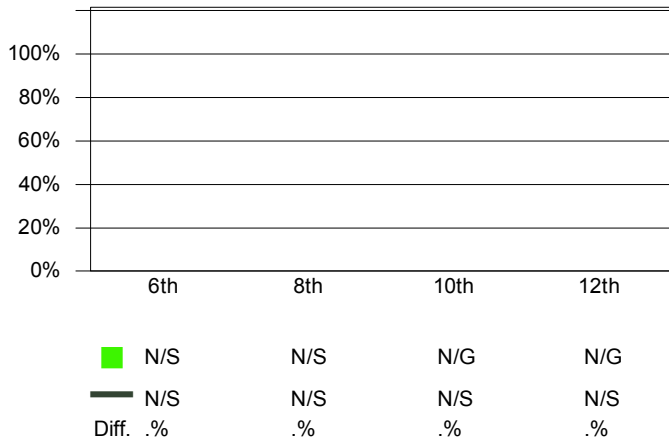 100%
80%
60%
40%
20%
0%
6th 8th 10th 12th
N/S N/S N/G N/G
N/S N/S N/S N/S
Diff. .% .% .% .%